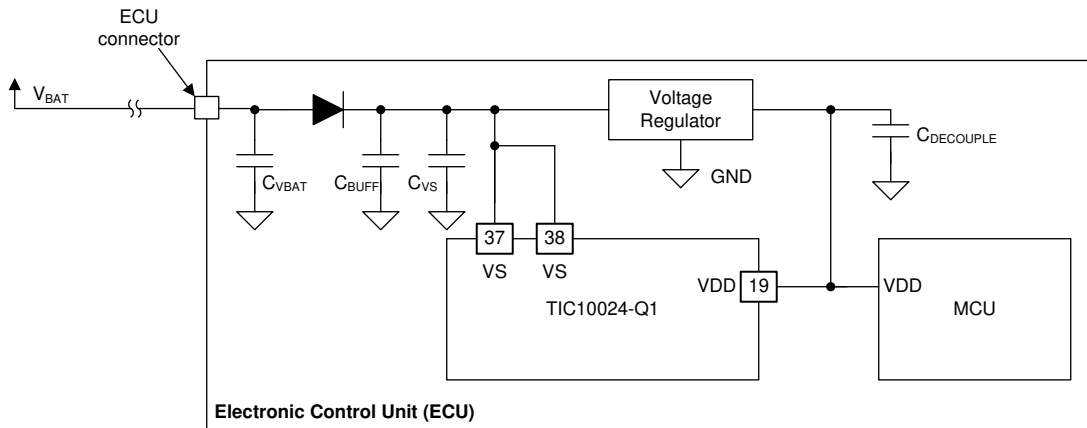 ECU
connector
VBAT
Voltage
Regulator
CDECOUPLE
CVBAT
CBUFF
CVS
GND
37
38
VS
VS
VDD
19
VDD
TIC10024-Q1
MCU
Electronic Control Unit (ECU)